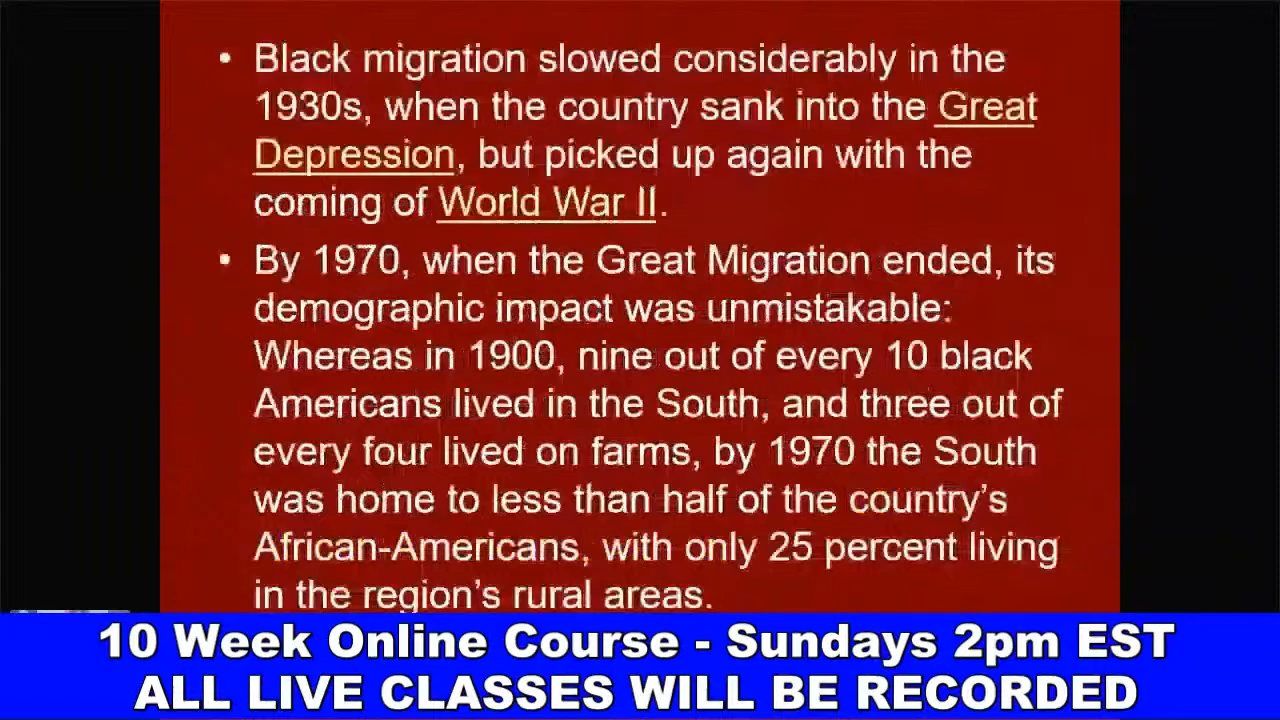 • Black migration slowed considerably in the
1930s, when the country sank into the Great
Depression, but picked up again with the
coming of World War II.
• By 1970, when the Great Migration ended, its
demographic impact was unmistakable:
Whereas in 1900, nine out of every 10 black
Americans lived in the South, and three out of
every four lived on farms, by 1970 the South
was home to less than half of the country’s
African-Americans, with only 25 percent living
in the region’s rural areas.
10 Week Online Course - Sundays 2pm EST
ALL LIVE CLASSES WILL BE RECORDED